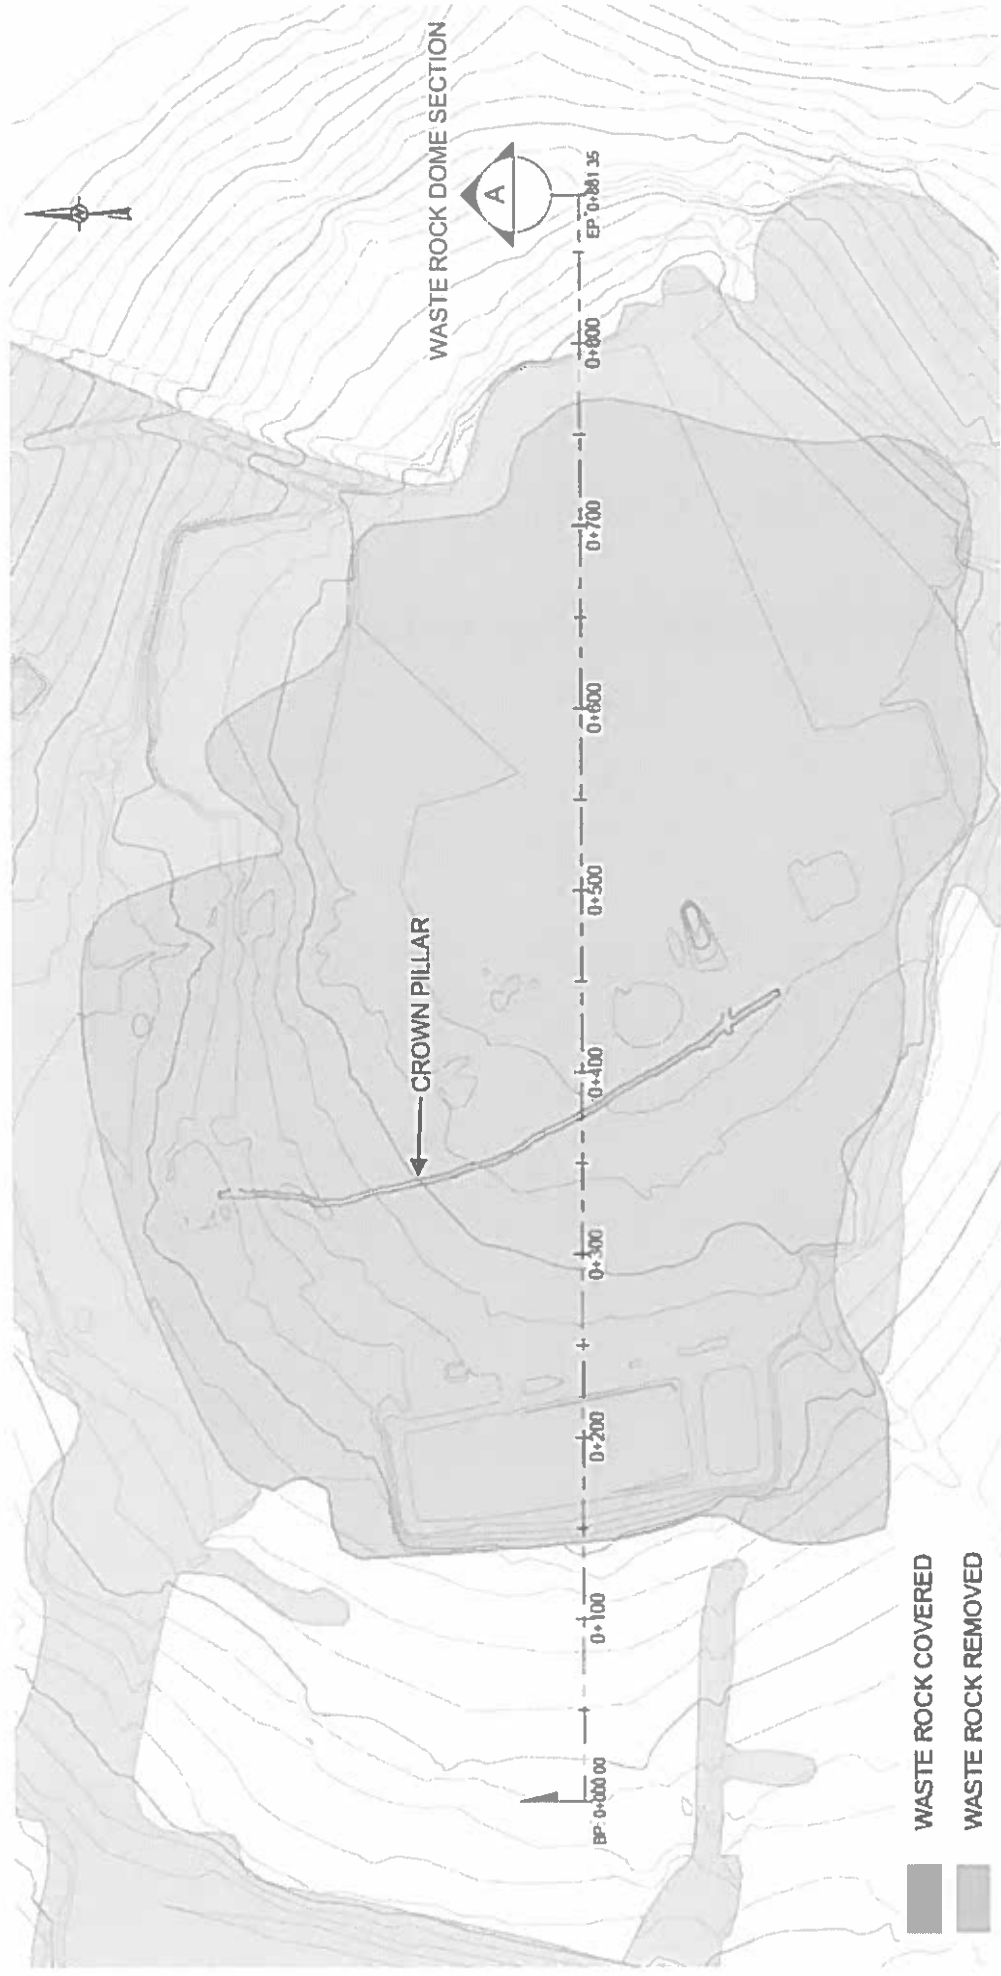 WASTE ROCK DOME SECTION
A
CROWN PILLAR
BP: 0+000.00
0+100
0+200
0+300
0+400
0+500
0+600
0+700
0+800
EP: 0+881.35
WASTE ROCK COVERED
WASTE ROCK REMOVED